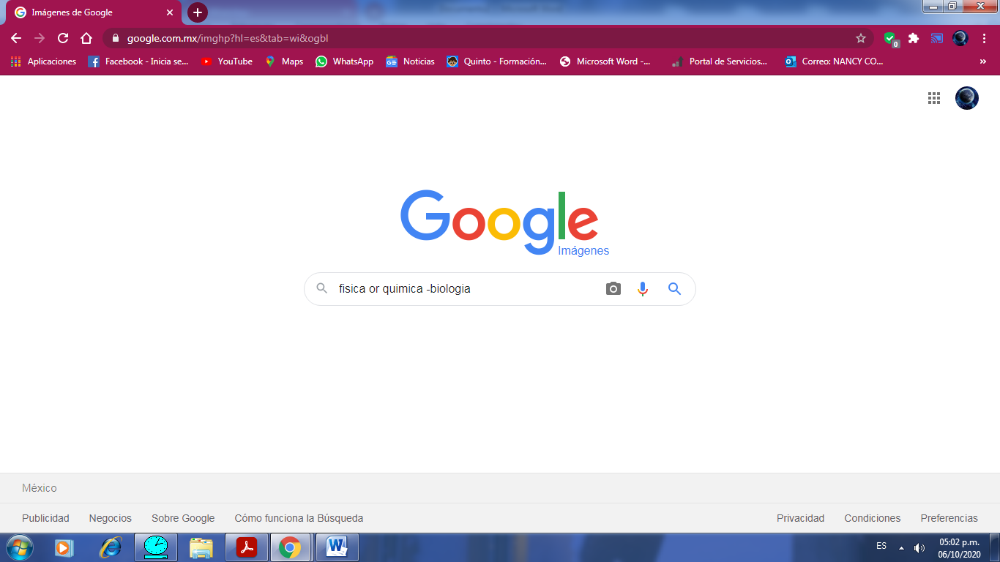 Imágenes de Google
google.com.mx/imghp?hl=es&tab=wi&ogbl
0
Aplicaciones Facebook - Inicia se... YouTube Maps WhatsApp Noticias Quinto - Formación... Microsoft Word -... Portal de Servicios... Correo: NANCY CO... »
Google
Imágenes
fisica or quimica -biologia
México
Publicidad Negocios Sobre Google Cómo funciona la Búsqueda Privacidad Condiciones Preferencias
ES 05:02 p.m.
06/10/2020